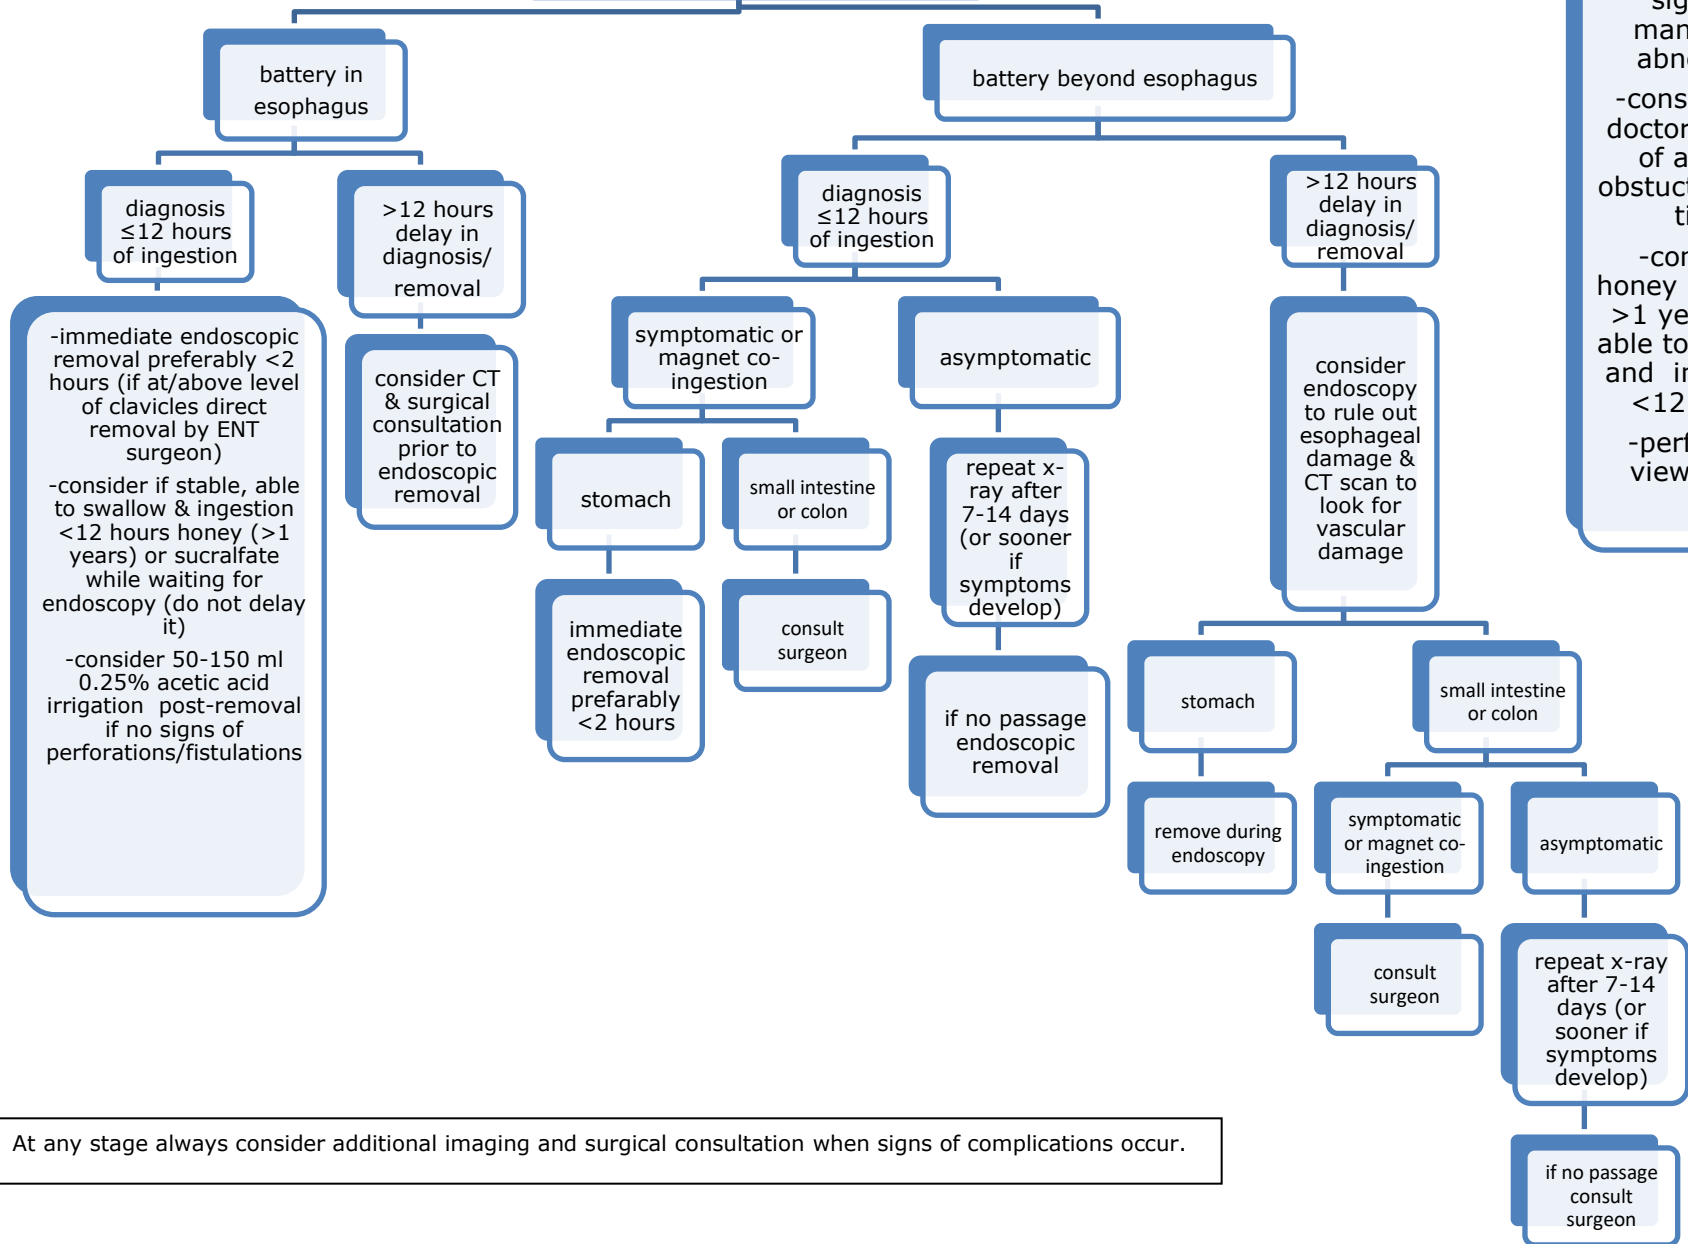 battery in
esophagus
battery beyond esophagus
diagnosis
≤12 hours
of ingestion
>12 hours
delay in
diagnosis/
removal
diagnosis
≤12 hours
of ingestion
>12 hours
delay in
diagnosis/
removal
-immediate endoscopic
removal preferably <2
hours (if at/above level
of clavicles direct
removal by ENT
surgeon)
-consider if stable, able
to swallow & ingestion
<12 hours honey (>1
years) or sucralfate
while waiting for
endoscopy (do not delay
it)
-consider 50-150 ml
0.25% acetic acid
irrigation post-removal
if no signs of
perforations/fistulations
consider CT
& surgical
consultation
prior to
endoscopic
removal
symptomatic or
magnet co-
ingestion
asymptomatic
consider
endoscopy
to rule out
esophageal
damage &
CT scan to
look for
vascular
damage
stomach
small intestine
or colon
repeat x-
ray after
7-14 days
(or sooner
if
symptoms
develop)
immediate
endoscopic
removal
prefarably
<2 hours
consult
surgeon
if no passage
endoscopic
removal
stomach
small intestine
or colon
remove during
endoscopy
symptomatic
or magnet co-
ingestion
asymptomatic
consult
surgeon
repeat x-ray
after 7-14
days (or
sooner if
symptoms
develop)
if no passage
consult
surgeon
doctor
of a
honey
>1
able to
and
<12
view
At any stage always consider additional imaging and surgical consultation when signs of complications occur.